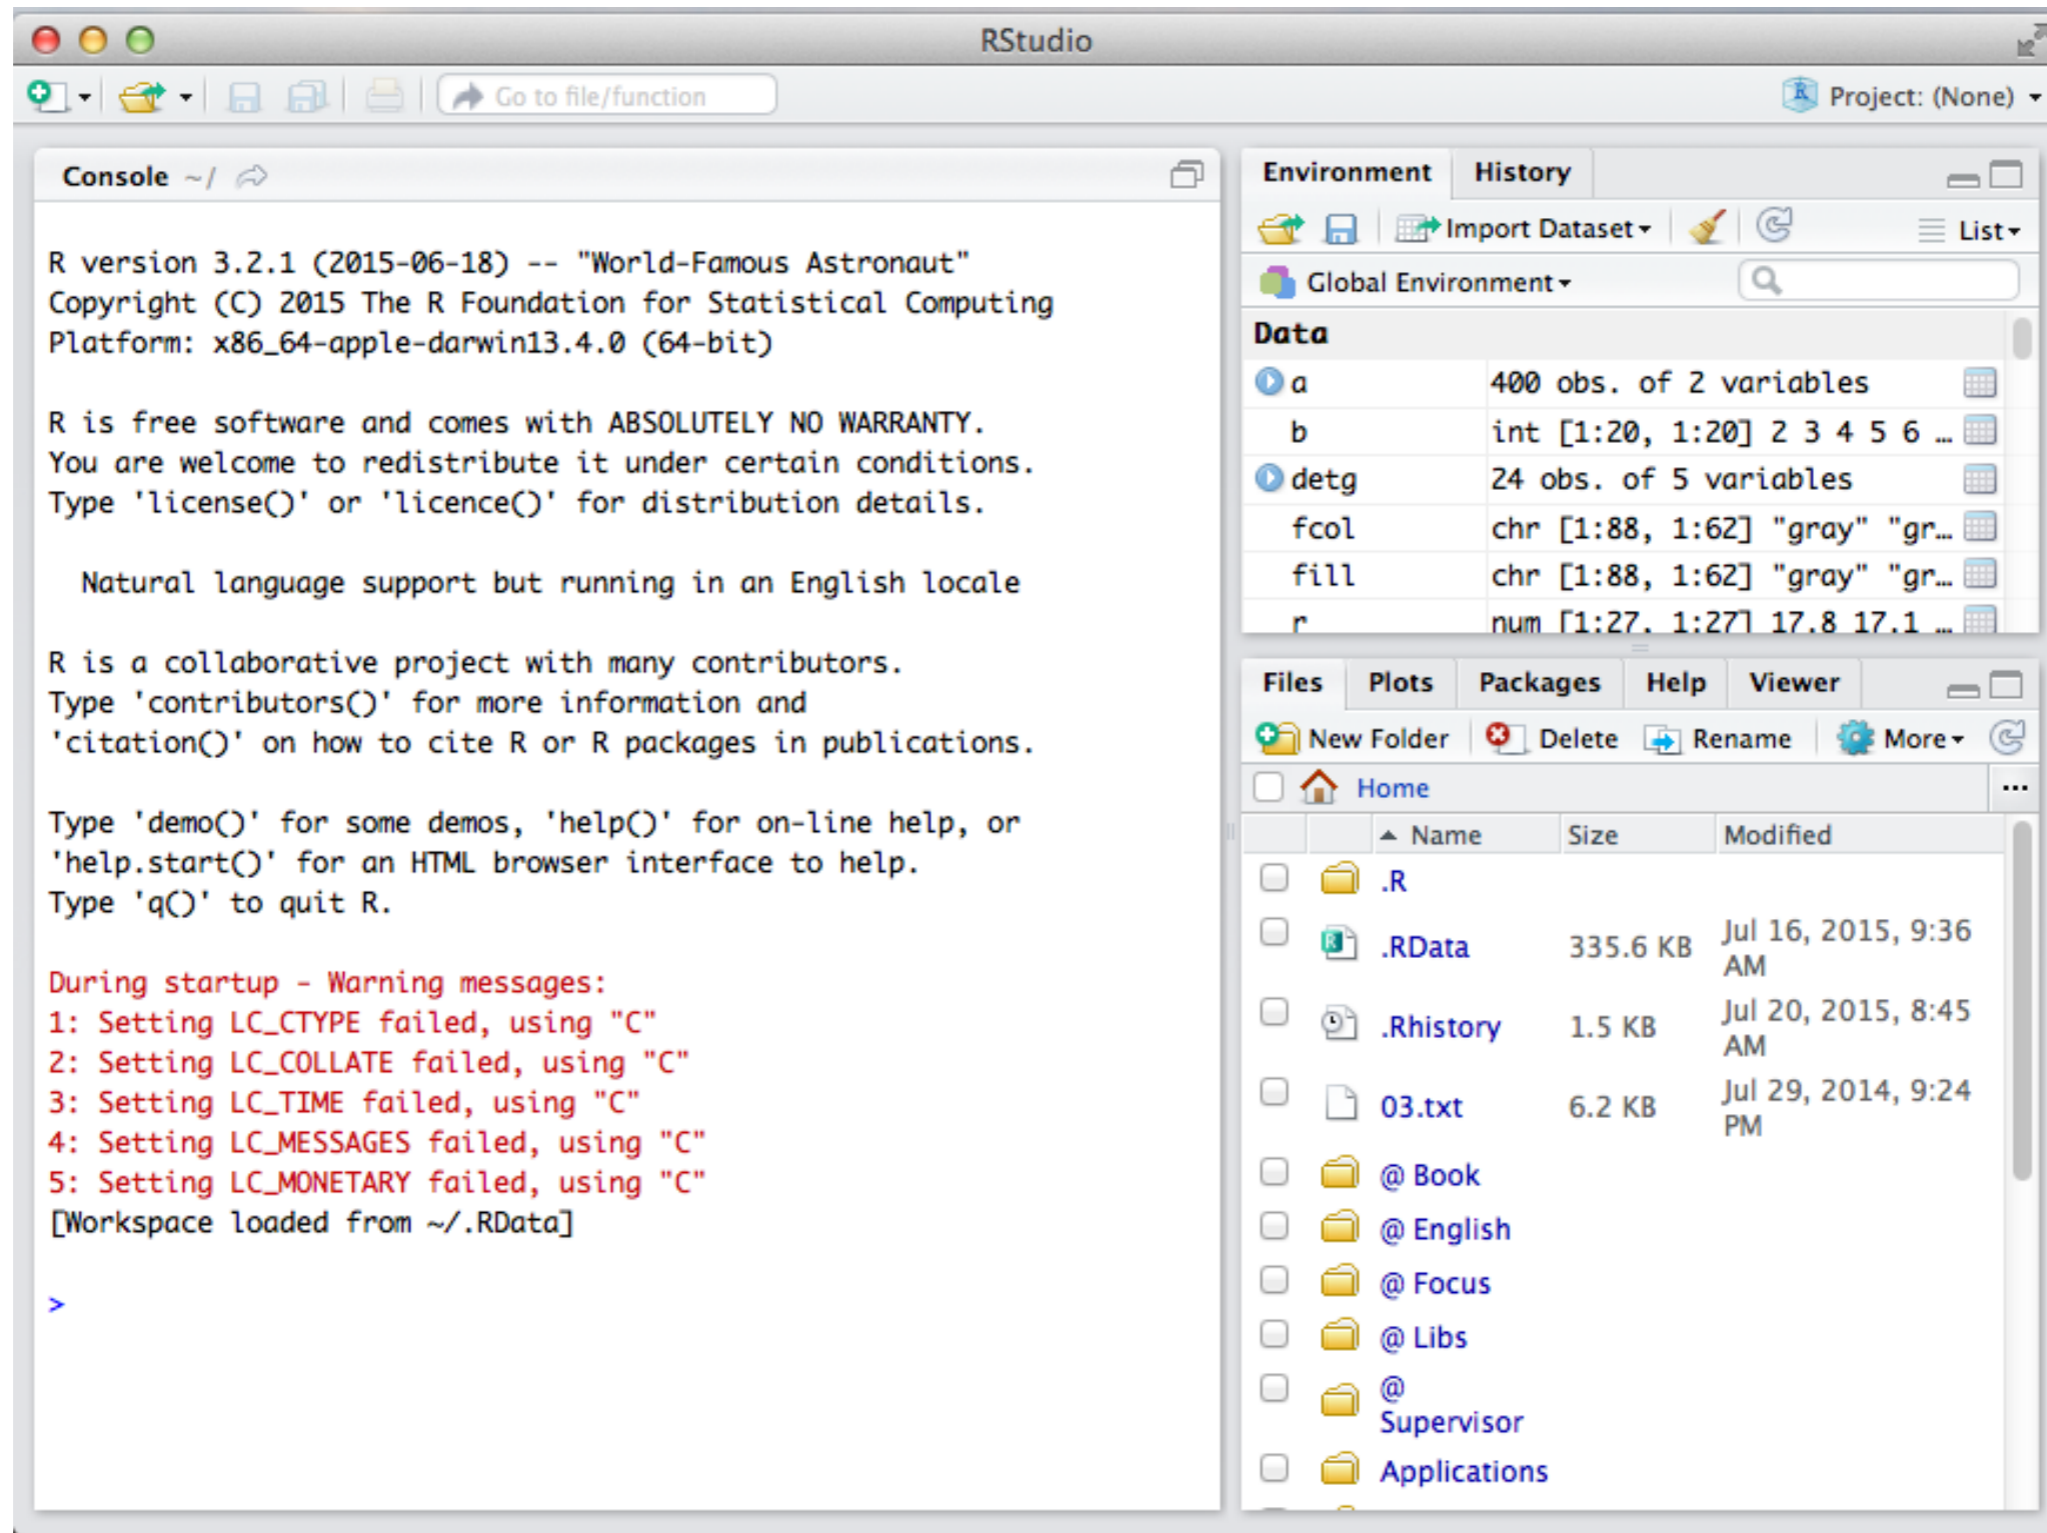 RStudio
Go to file/function
Project: (None)
Console ~/
R version 3.2.1 (2015-06-18) -- "World-Famous Astronaut"
Copyright (C) 2015 The R Foundation for Statistical Computing
Platform: x86_64-apple-darwin13.4.0 (64-bit)
R is free software and comes with ABSOLUTELY NO WARRANTY.
You are welcome to redistribute it under certain conditions.
Type 'license()' or 'licence()' for distribution details.
Natural language support but running in an English locale
R is a collaborative project with many contributors.
Type 'contributors()' for more information and
'citation()' on how to cite R or R packages in publications.
Type 'demo()' for some demos, 'help()' for on-line help, or
'help.start()' for an HTML browser interface to help.
Type 'q()' to quit R.
During startup - Warning messages:
1: Setting LC_CTYPE failed, using "C"
2: Setting LC_COLLATE failed, using "C"
3: Setting LC_TIME failed, using "C"
4: Setting LC_MESSAGES failed, using "C"
5: Setting LC_MONETARY failed, using "C"
[Workspace loaded from ~/.RData]
>
Environment History
Import Dataset List
Global Environment
Data
a 400 obs. of 2 variables
b int [1:20, 1:20] 2 3 4 5 6 …
detg 24 obs. of 5 variables
fcol chr [1:88, 1:62] "gray" "gr…
fill chr [1:88, 1:62] "gray" "gr…
r num [1:27, 1:27] 17.8 17.1 …
Files Plots Packages Help Viewer
New Folder Delete Rename More
Home ...
Name Size Modified
.R
.RData 335.6 KB Jul 16, 2015, 9:36
AM
.Rhistory 1.5 KB Jul 20, 2015, 8:45
AM
03.txt 6.2 KB Jul 29, 2014, 9:24
PM
@ Book
@ English
@ Focus
@ Libs
@
Supervisor
Applications